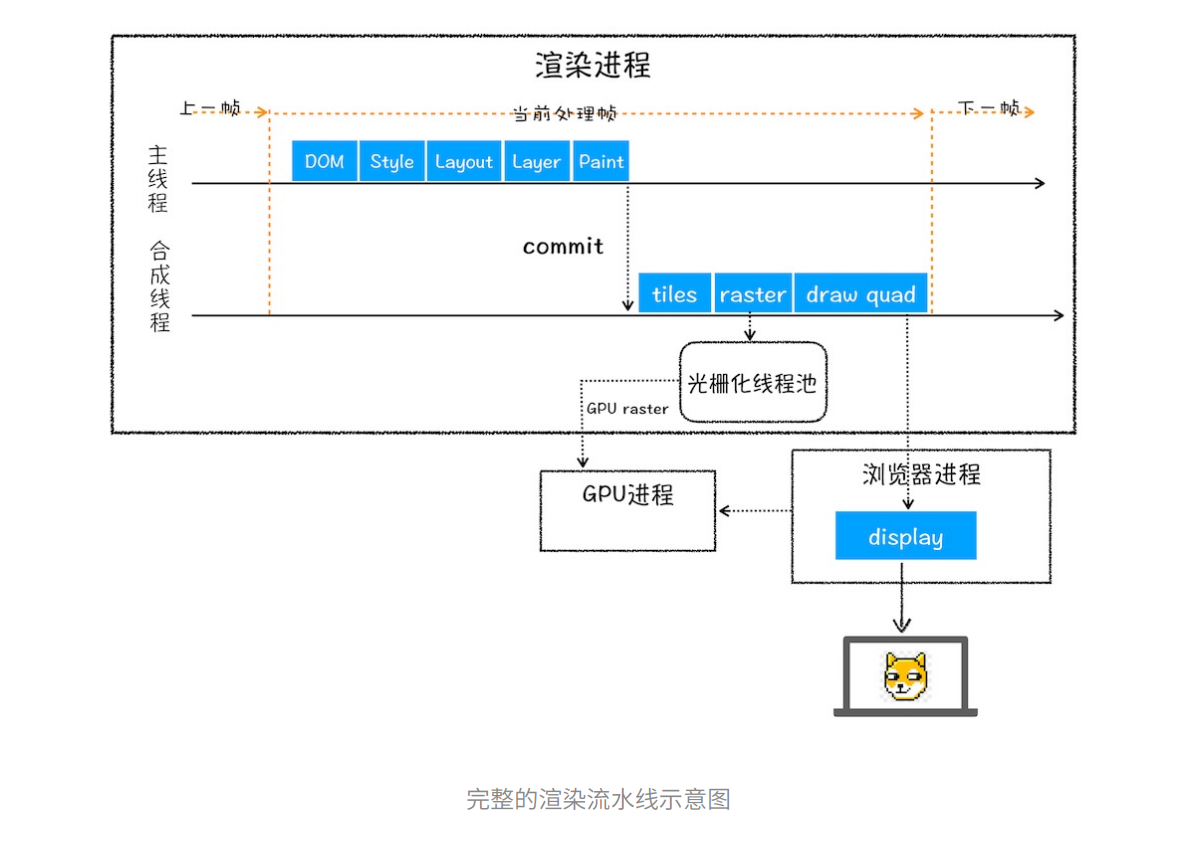 渲染进程
上一帧
当前处理帧
下一帧
主线程
DOM
Style
Layout
Layer
Paint
commit
合成线程
tiles
raster
draw quad
光栅化线程池
GPU raster
GPU进程
浏览器进程
display
完整的渲染流水线示意图